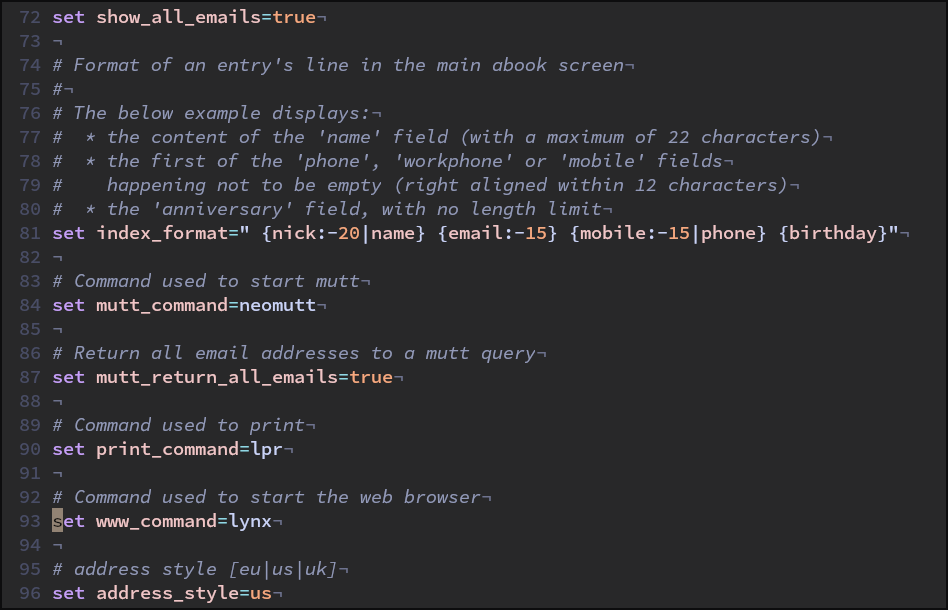 72 set show_all_emails=true¬
73 ¬
74 # Format of an entry's line in the main abook screen¬
75 #¬
76 # The below example displays:¬
77 #  * the content of the 'name' field (with a maximum of 22 characters)¬
78 #  * the first of the 'phone', 'workphone' or 'mobile' fields¬
79 #    happening not to be empty (right aligned within 12 characters)¬
80 #  * the 'anniversary' field, with no length limit¬
81 set index_format=" {nick:-20|name} {email:-15} {mobile:-15|phone} {birthday}"¬
82 ¬
83 # Command used to start mutt¬
84 set mutt_command=neomutt¬
85 ¬
86 # Return all email addresses to a mutt query¬
87 set mutt_return_all_emails=true¬
88 ¬
89 # Command used to print¬
90 set print_command=lpr¬
91 ¬
92 # Command used to start the web browser¬
93 set www_command=lynx¬
94 ¬
95 # address style [eu|us|uk]¬
96 set address_style=us¬